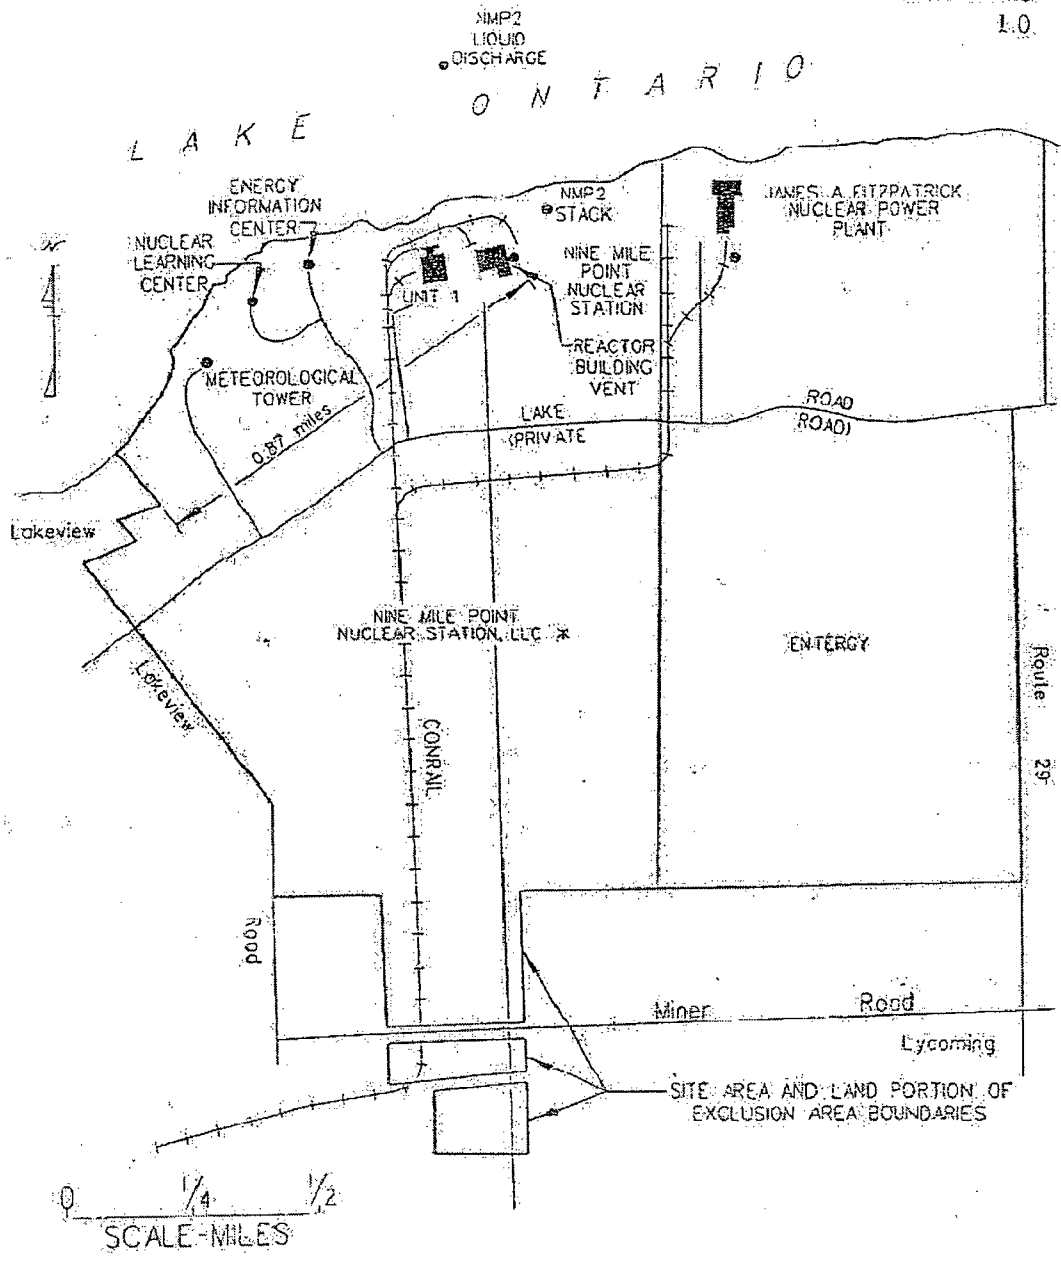 1.0
NMP2
LIQUID
DISCHARGE
LAKE ONTARIO
ENERGY
INFORMATION
CENTER
NUCLEAR
LEARNING
CENTER
N
NMP2
STACK
JAMES A. FITZPATRICK
NUCLEAR POWER
PLANT
UNIT 1
NINE MILE
POINT
NUCLEAR
STATION
REACTOR
BUILDING
VENT
METEOROLOGICAL
TOWER
0.87 miles
LAKE ROAD
(PRIVATE ROAD)
Lakeview
NINE MILE POINT
NUCLEAR STATION, LLC *
ENTERGY
Lakeview
Route 29
CONRAIL
Road
Miner Road
Lycoming
SITE AREA AND LAND PORTION OF
EXCLUSION AREA BOUNDARIES
0 1/4 1/2
SCALE-MILES